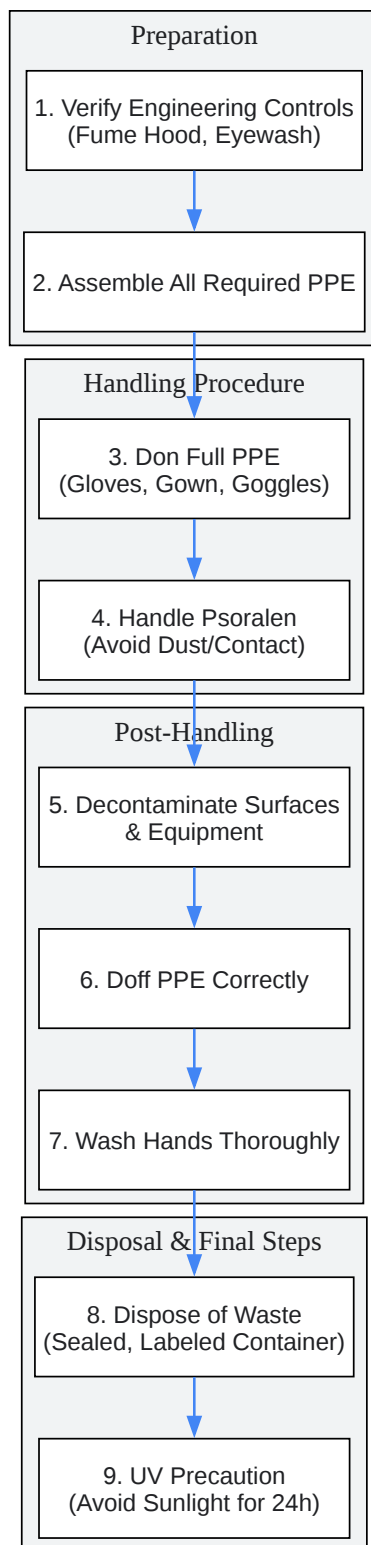 Preparation
1. Verify Engineering Controls
(Fume Hood, Eyewash)
2. Assemble All Required PPE
Handling Procedure
3. Don Full PPE
(Gloves, Gown, Goggles)
4. Handle Psoralen
(Avoid Dust/Contact)
Post-Handling
5. Decontaminate Surfaces
& Equipment
6. Doff PPE Correctly
7. Wash Hands Thoroughly
Disposal & Final Steps
8. Dispose of Waste
(Sealed, Labeled Container)
9. UV Precaution
(Avoid Sunlight for 24h)